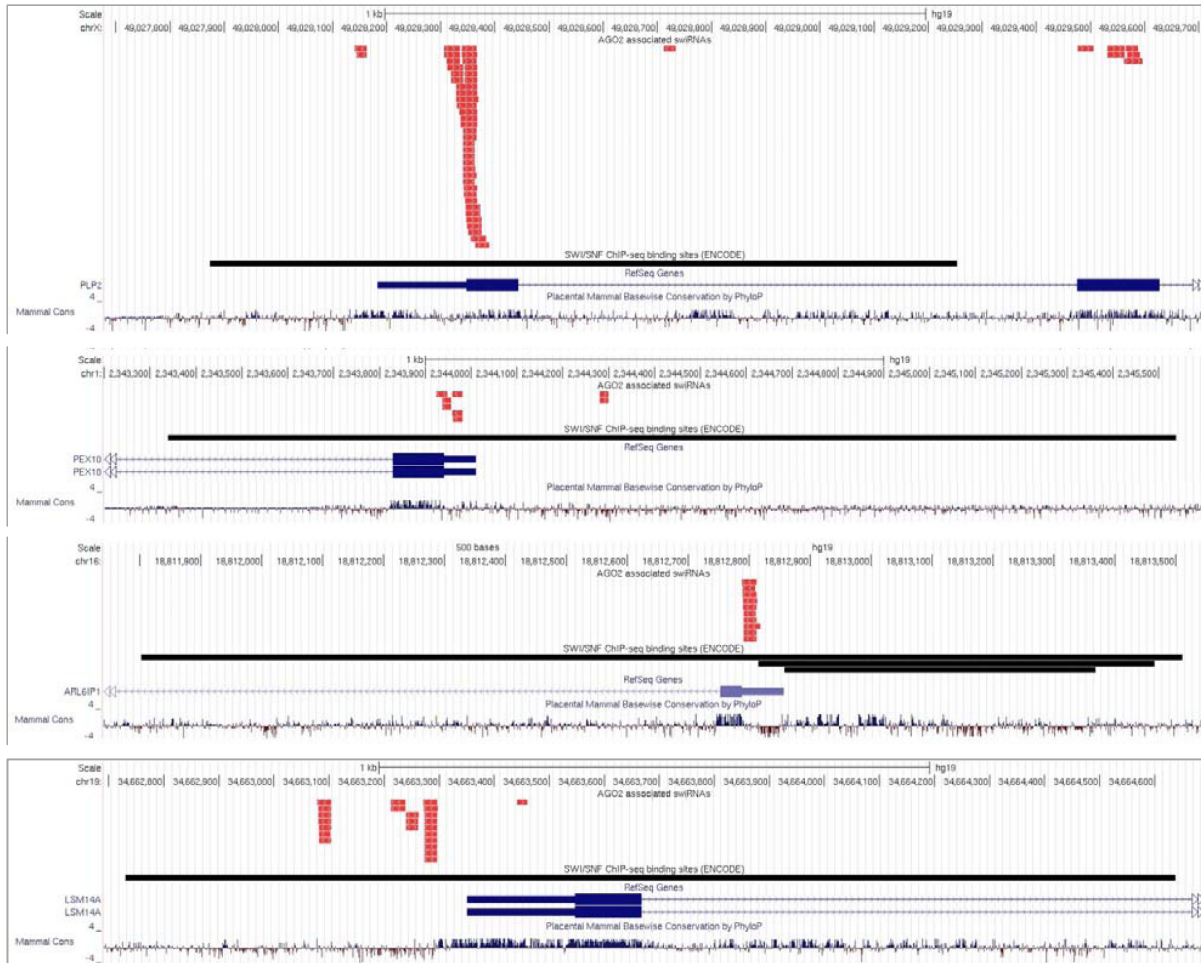 Scale 1 kb hg19
chrX: 49,027,800 49,027,900 49,028,000 49,028,100 49,028,200 49,028,300 49,028,400 49,028,500 49,028,600 49,028,700 49,028,800 49,028,900 49,029,000 49,029,100 49,029,200 49,029,300 49,029,400 49,029,500 49,029,600 49,029,700
AGO2 associated swiRNAs
SWI/SNF ChIP-seq binding sites (ENCODE)
RefSeq Genes
PLP2
Placental Mammal Basewise Conservation by PhyloP
4 _
Mammal Cons
-4 _
Scale 1 kb hg19
chr1: 2,343,300 2,343,400 2,343,500 2,343,600 2,343,700 2,343,800 2,343,900 2,344,000 2,344,100 2,344,200 2,344,300 2,344,400 2,344,500 2,344,600 2,344,700 2,344,800 2,344,900 2,345,000 2,345,100 2,345,200 2,345,300 2,345,400 2,345,500
AGO2 associated swiRNAs
SWI/SNF ChIP-seq binding sites (ENCODE)
RefSeq Genes
PEX10
PEX10
Placental Mammal Basewise Conservation by PhyloP
4 _
Mammal Cons
-4 _
Scale 500 bases hg19
chr16: 18,811,900 18,812,000 18,812,100 18,812,200 18,812,300 18,812,400 18,812,500 18,812,600 18,812,700 18,812,800 18,812,900 18,813,000 18,813,100 18,813,200 18,813,300 18,813,400 18,813,500
AGO2 associated swiRNAs
SWI/SNF ChIP-seq binding sites (ENCODE)
RefSeq Genes
ARL6IP1
Placental Mammal Basewise Conservation by PhyloP
4 _
Mammal Cons
-4 _
Scale 1 kb hg19
chr19: 34,662,800 34,662,900 34,663,000 34,663,100 34,663,200 34,663,300 34,663,400 34,663,500 34,663,600 34,663,700 34,663,800 34,663,900 34,664,000 34,664,100 34,664,200 34,664,300 34,664,400 34,664,500 34,664,600
AGO2 associated swiRNAs
SWI/SNF ChIP-seq binding sites (ENCODE)
RefSeq Genes
LSM14A
LSM14A
Placental Mammal Basewise Conservation by PhyloP
4 _
Mammal Cons
-4 _